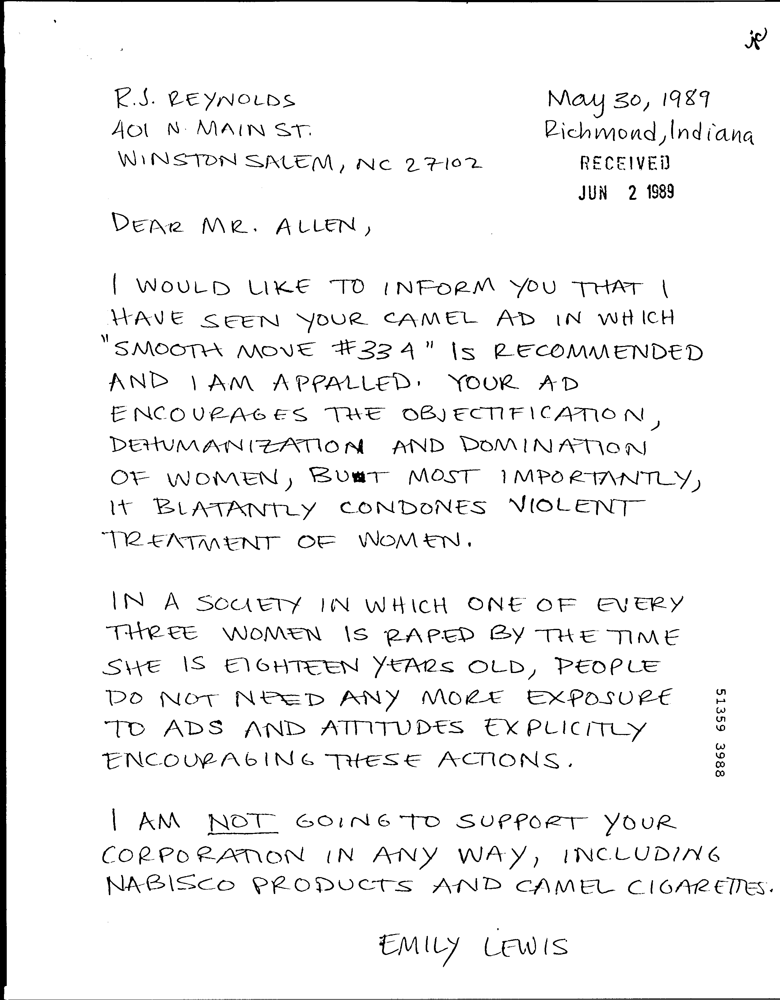 R.J. REYNOLDS
401 N. MAIN ST.
WINSTON SALEM, NC 27102
May 30, 1989
Richmond, Indiana
RECEIVED
JUN 2 1989
DEAR MR. ALLEN,
I WOULD LIKE TO INFORM YOU THAT I
HAVE SEEN YOUR CAMEL AD IN WHICH
"SMOOTH MOVE #334" IS RECOMMENDED
AND I AM APPALLED. YOUR AD
ENCOURAGES THE OBJECTIFICATION,
DEHUMANIZATION AND DOMINATION
OF WOMEN, BUT MOST IMPORTANTLY,
IT BLATANTLY CONDONES VIOLENT
TREATMENT OF WOMEN.
IN A SOCIETY IN WHICH ONE OF EVERY
THREE WOMEN IS RAPED BY THE TIME
SHE IS EIGHTEEN YEARS OLD, PEOPLE
DO NOT NEED ANY MORE EXPOSURE
TO ADS AND ATTITUDES EXPLICITLY
ENCOURAGING THESE ACTIONS.
I AM NOT GOING TO SUPPORT YOUR
CORPORATION IN ANY WAY, INCLUDING
NABISCO PRODUCTS AND CAMEL CIGARETTES.
EMILY LEWIS
51359 3988